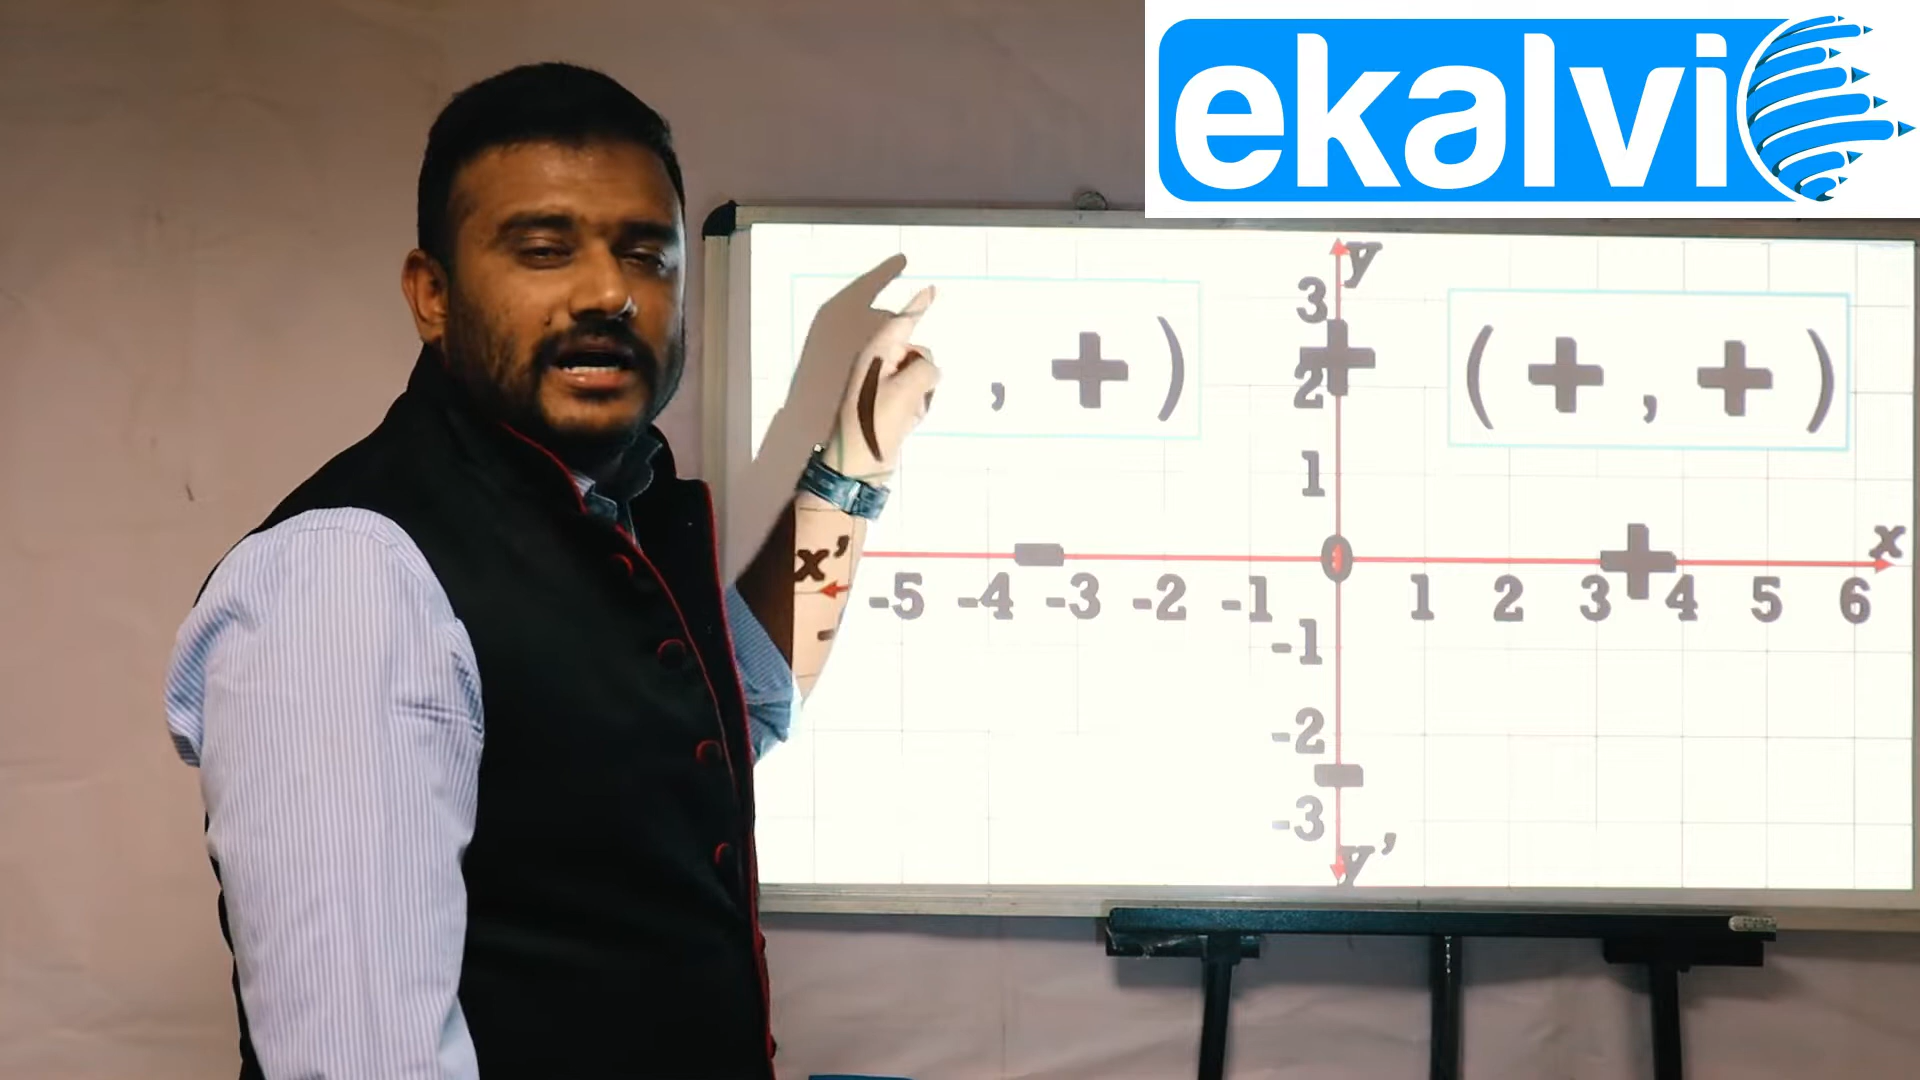 ekalvi
y
3
( , +)
2
+
( + , + )
1
x'
-
0
+
x
-5 -4 -3 -2 -1 1 2 3 4 5 6
-1
-2
-
-3
y'